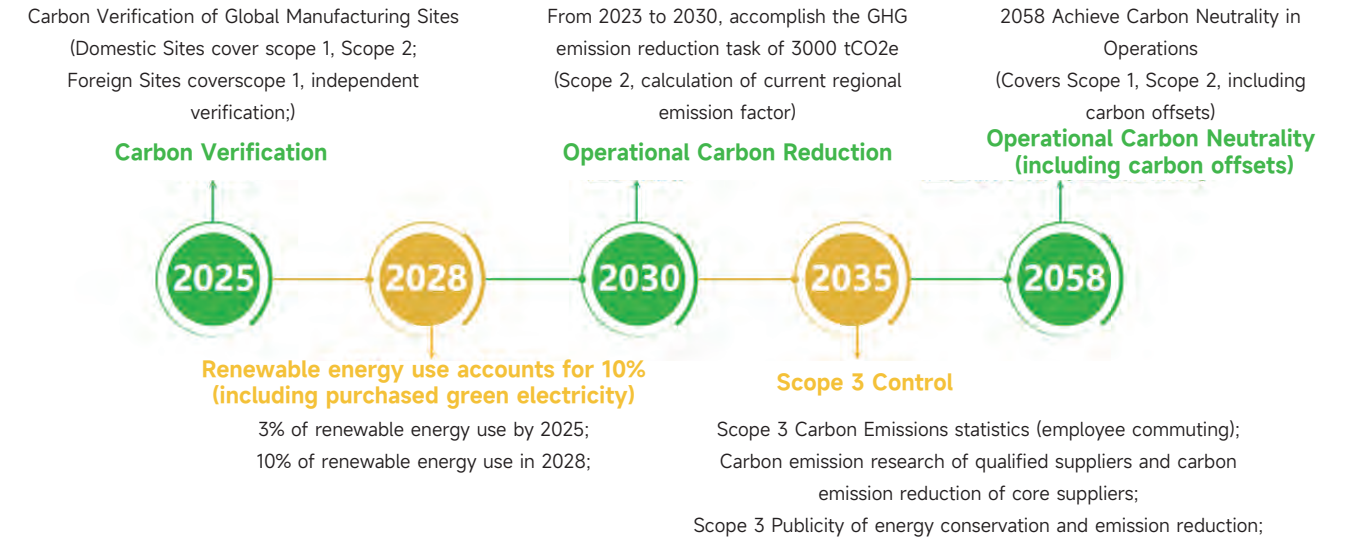 Carbon Verification of Global Manufacturing Sites
(Domestic Sites cover scope 1, Scope 2;
Foreign Sites coverscope 1, independent
verification;)
Carbon Verification
From 2023 to 2030, accomplish the GHG
emission reduction task of 3000 tCO2e
(Scope 2, calculation of current regional
emission factor)
Operational Carbon Reduction
2058 Achieve Carbon Neutrality in
Operations
(Covers Scope 1, Scope 2, including
carbon offsets)
Operational Carbon Neutrality
(including carbon offsets)
2025
2028
2030
2035
2058
Renewable energy use accounts for 10%
(including purchased green electricity)
3% of renewable energy use by 2025;
10% of renewable energy use in 2028;
Scope 3 Control
Scope 3 Carbon Emissions statistics (employee commuting);
Carbon emission research of qualified suppliers and carbon
emission reduction of core suppliers;
Scope 3 Publicity of energy conservation and emission reduction;